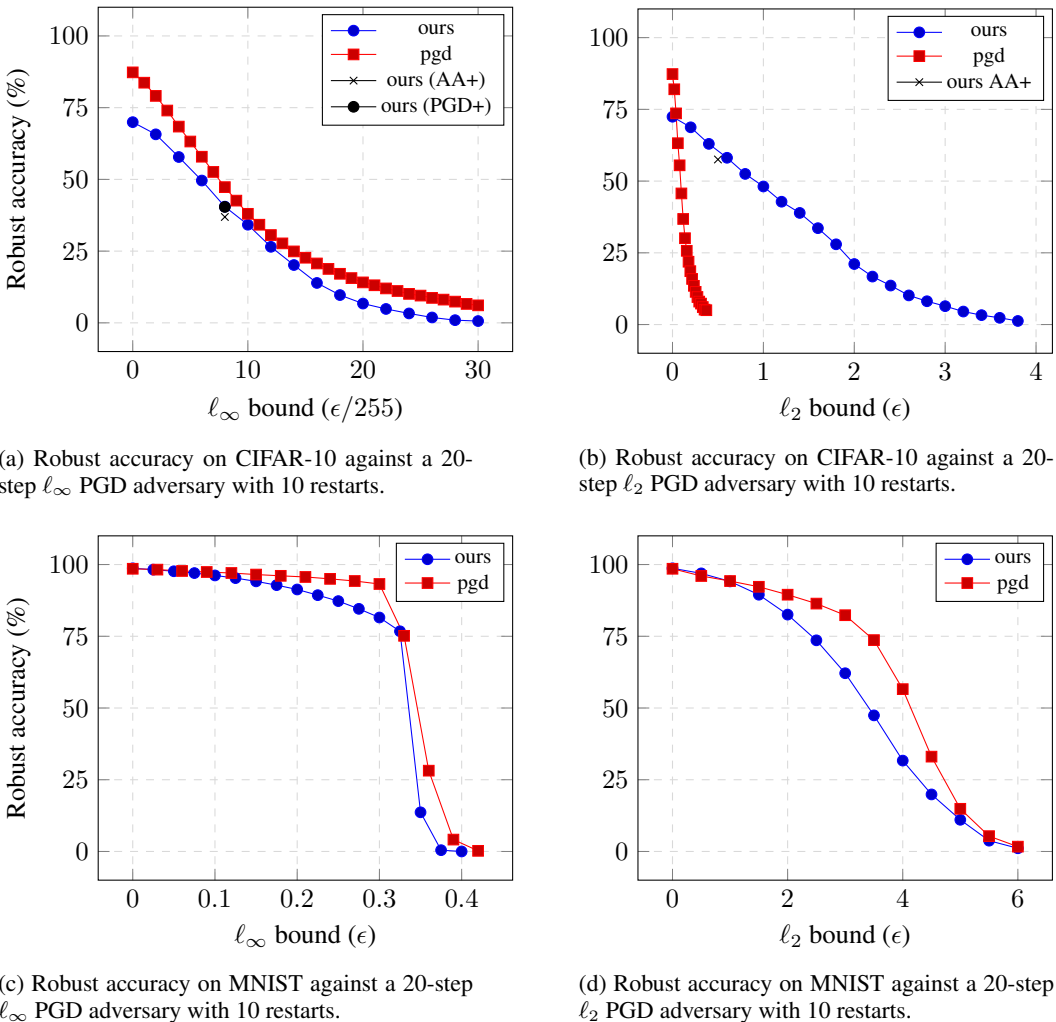 100
75
50
25
0
Robust accuracy (%)
ours
pgd
ours (AA+)
ours (PGD+)
0 10 20 30
ℓ∞ bound (ϵ/255)
100
75
50
25
0
ours
pgd
ours AA+
0 1 2 3 4
ℓ2 bound (ϵ)
(a) Robust accuracy on CIFAR-10 against a 20-
step ℓ∞ PGD adversary with 10 restarts.
(b) Robust accuracy on CIFAR-10 against a 20-
step ℓ2 PGD adversary with 10 restarts.
100
75
50
25
0
Robust accuracy (%)
ours
pgd
0 0.1 0.2 0.3 0.4
ℓ∞ bound (ϵ)
100
75
50
25
0
ours
pgd
0 2 4 6
ℓ2 bound (ϵ)
(c) Robust accuracy on MNIST against a 20-step
ℓ∞ PGD adversary with 10 restarts.
(d) Robust accuracy on MNIST against a 20-step
ℓ2 PGD adversary with 10 restarts.